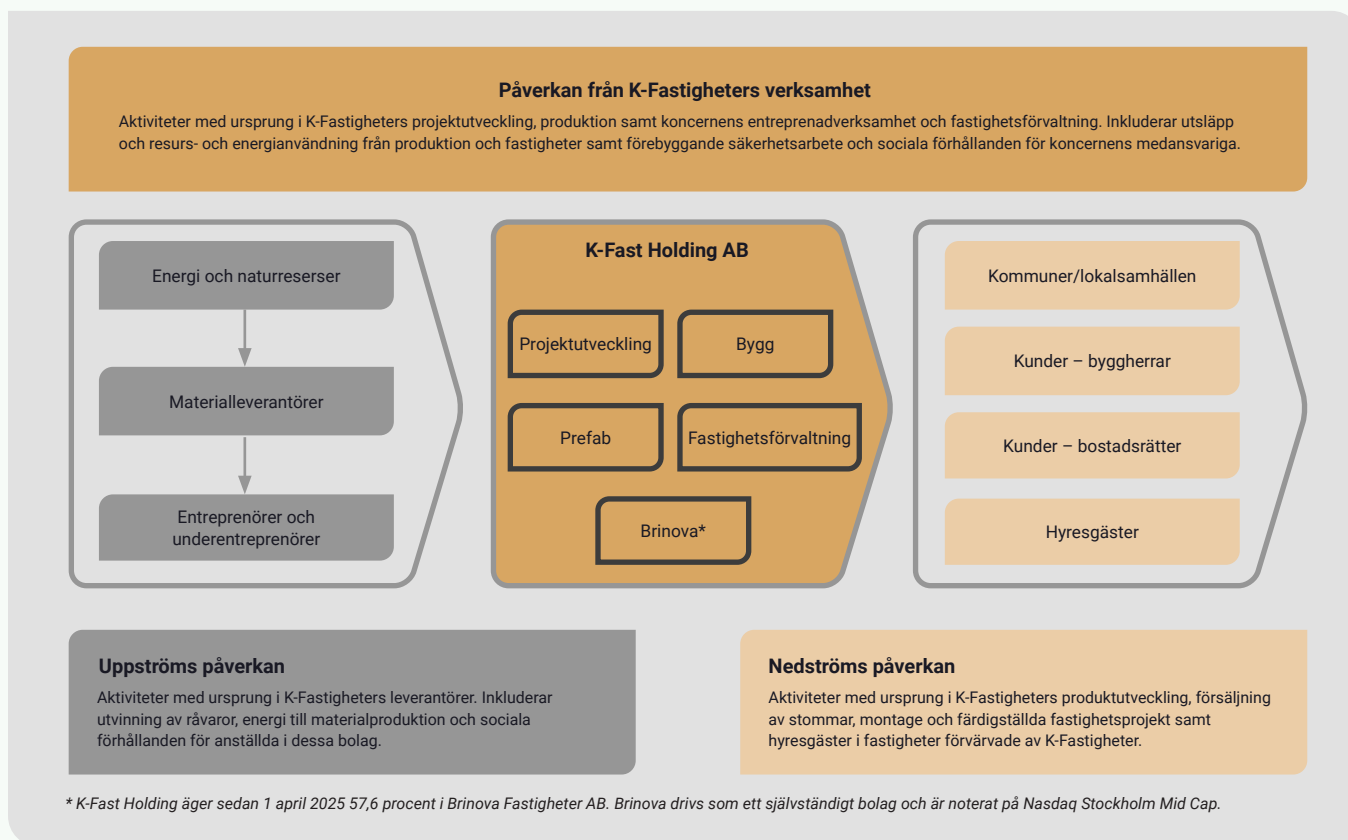 Påverkan från K-Fastigheters verksamhet
Aktiviteter med ursprung i K-Fastigheters projektutveckling, produktion samt koncernens entreprenadverksamhet och fastighetsförvaltning. Inkluderar utsläpp
och resurs- och energianvändning från produktion och fastigheter samt förebyggande säkerhetsarbete och sociala förhållanden för koncernens medansvariga.
Energi och naturreserser
Materialleverantörer
Entreprenörer och
underentreprenörer
K-Fast Holding AB
Projektutveckling
Bygg
Prefab
Fastighetsförvaltning
Brinova*
Kommuner/lokalsamhällen
Kunder – byggherrar
Kunder – bostadsrätter
Hyresgäster
Uppströms påverkan
Aktiviteter med ursprung i K-Fastigheters leverantörer. Inkluderar
utvinning av råvaror, energi till materialproduktion och sociala
förhållanden för anställda i dessa bolag.
Nedströms påverkan
Aktiviteter med ursprung i K-Fastigheters produktutveckling, försäljning
av stommar, montage och färdigställda fastighetsprojekt samt
hyresgäster i fastigheter förvärvade av K-Fastigheter.
* K-Fast Holding äger sedan 1 april 2025 57,6 procent i Brinova Fastigheter AB. Brinova drivs som ett självständigt bolag och är noterat på Nasdaq Stockholm Mid Cap.